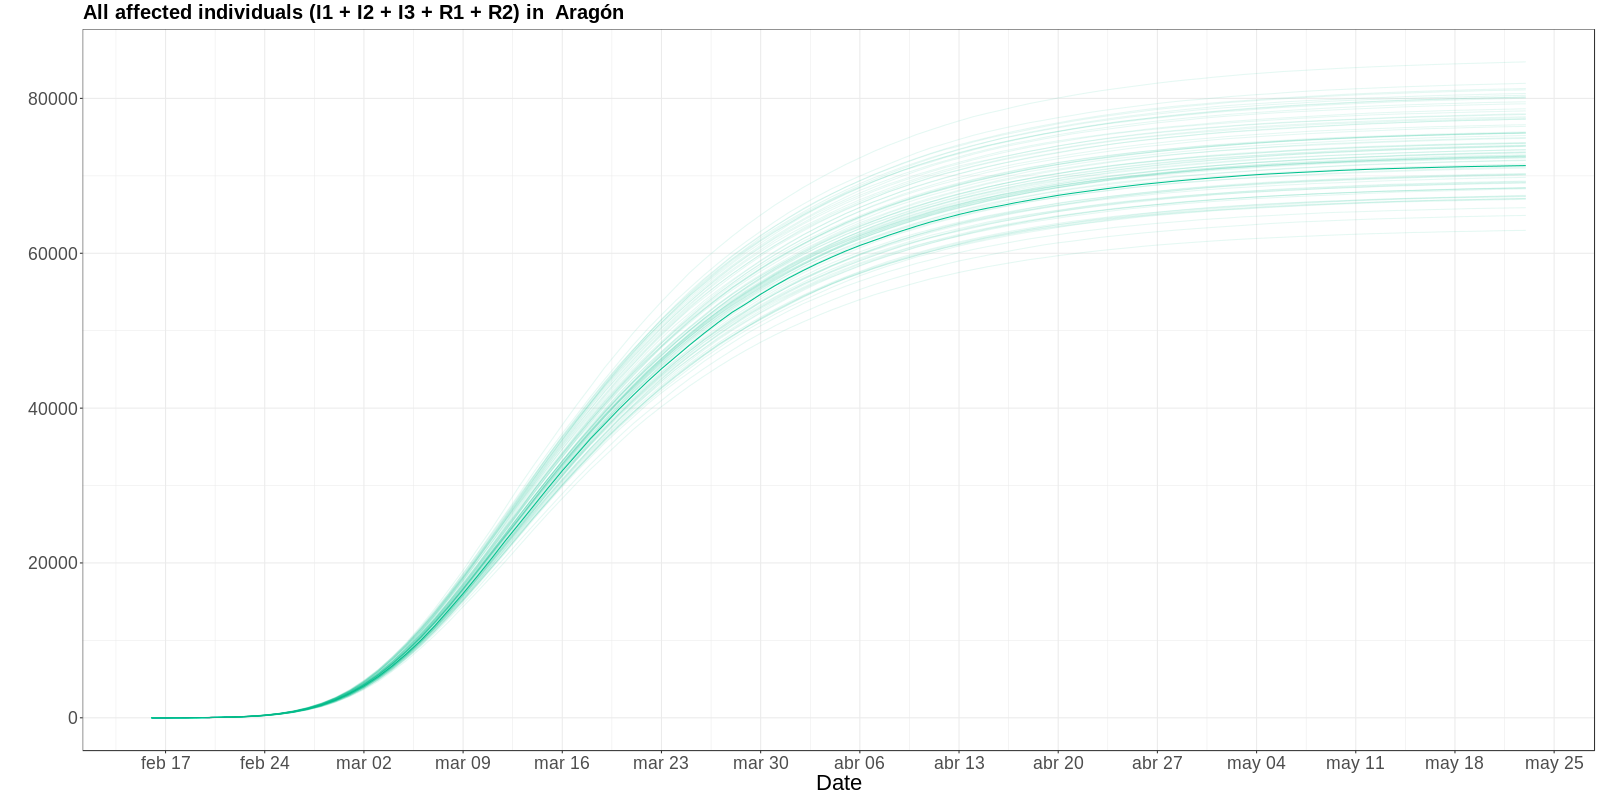 All affected individuals (I1 + I2 + I3 + R1 + R2) in  Aragón
80000
60000
40000
20000
0
feb 17 feb 24 mar 02 mar 09 mar 16 mar 23 mar 30 abr 06 abr 13 abr 20 abr 27 may 04 may 11 may 18 may 25
Date